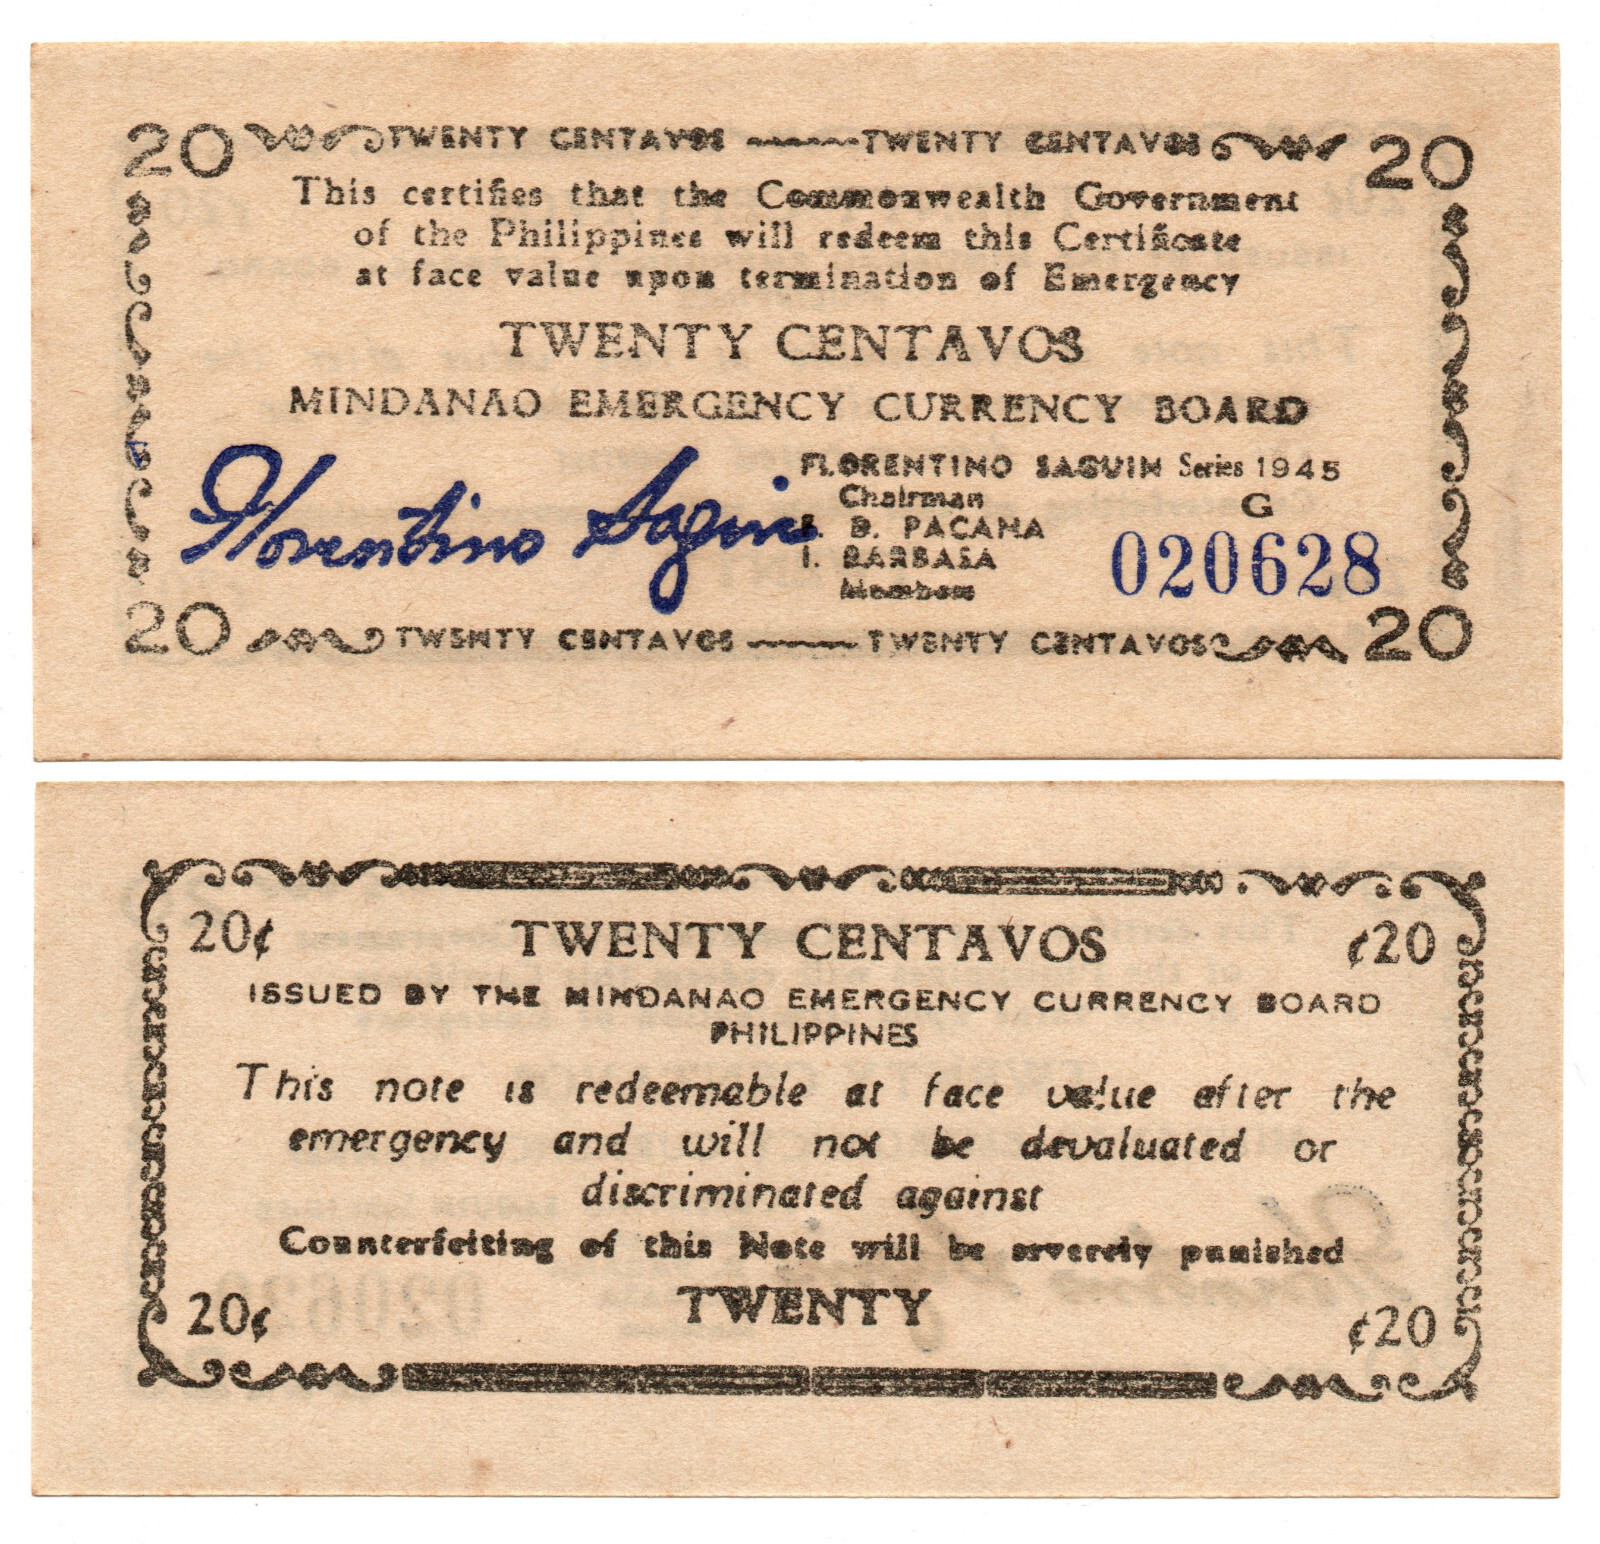 20 TWENTY CENTAVOS TWENTY CENTAVOS 20
This certifies that the Commonwealth Government
of the Philippines will redeem this Certificate
at face value upon termination of Emergency
TWENTY CENTAVOS
MINDANAO EMERGENCY CURRENCY BOARD
Florentino Saguin
FLORENTINO SAGUIN Series 1945
Chairman G
B. PACANA
I. BARBASA
Members
020628
20 TWENTY CENTAVOS TWENTY CENTAVOS 20
20¢ TWENTY CENTAVOS ¢20
ISSUED BY THE MINDANAO EMERGENCY CURRENCY BOARD
PHILIPPINES
This note is redeemable at face value after the
emergency and will not be devaluated or
discriminated against
Counterfeiting of this Note will be severely punished
20¢ TWENTY ¢20